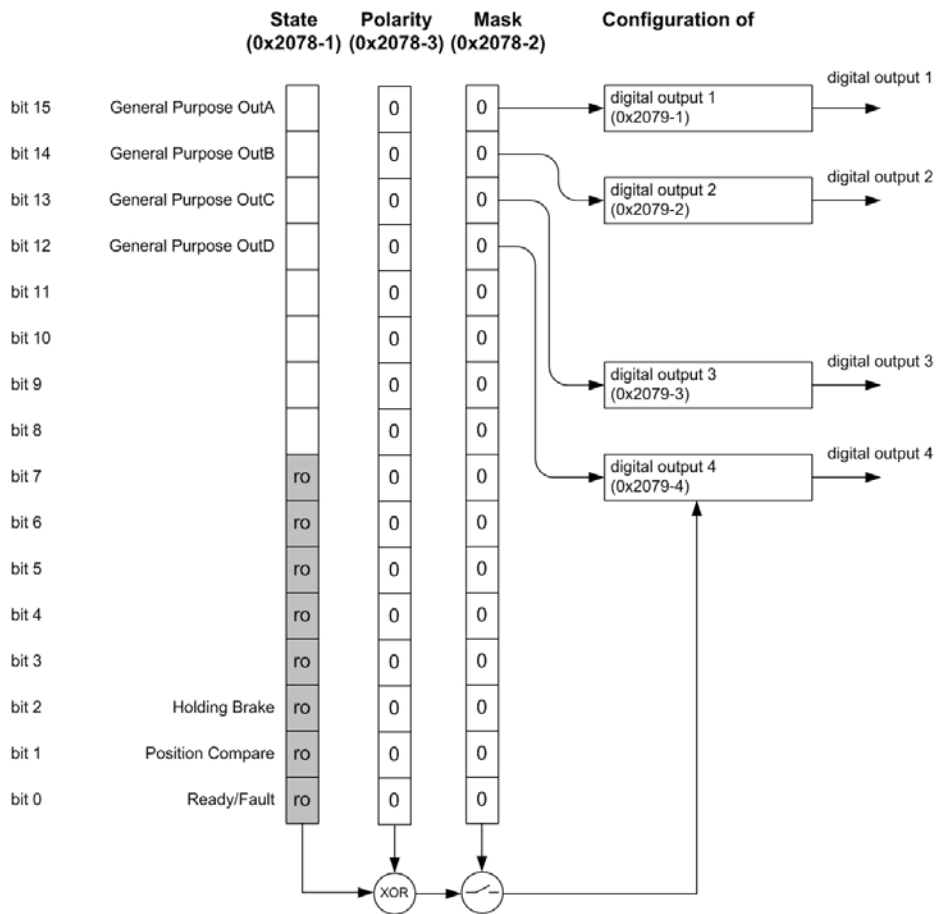 State Polarity Mask Configuration of
(0x2078-1) (0x2078-3) (0x2078-2)
digital output 1
bit 15 General Purpose OutA 0 0 digital output 1
(0x2079-1)
bit 14 General Purpose OutB 0 0
digital output 2
bit 13 General Purpose OutC 0 0 digital output 2
(0x2079-2)
bit 12 General Purpose OutD 0 0
bit 11 0 0
bit 10 0 0
digital output 3
bit 9 0 0 digital output 3
(0x2079-3)
bit 8 0 0
digital output 4
bit 7 ro 0 0 digital output 4
(0x2079-4)
bit 6 ro 0 0
bit 5 ro 0 0
bit 4 ro 0 0
bit 3 ro 0 0
bit 2 Holding Brake ro 0 0
bit 1 Position Compare ro 0 0
bit 0 Ready/Fault ro 0 0
XOR